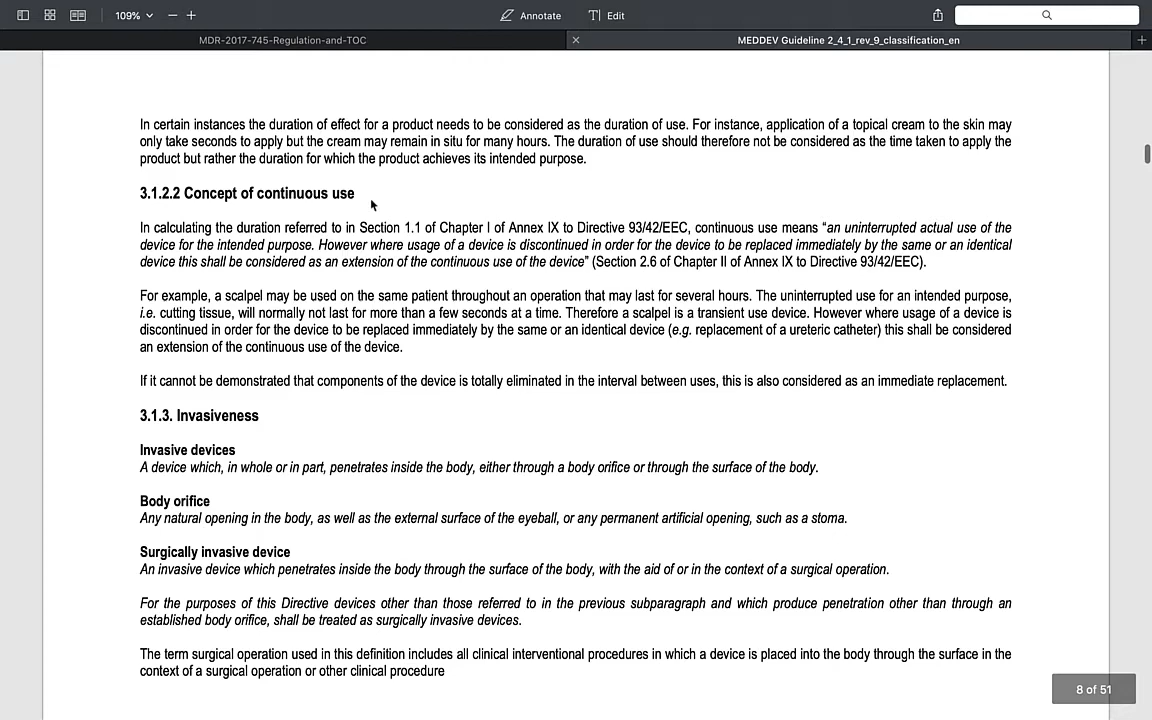 109%
Annotate
Edit
MDR-2017-745-Regulation-and-TOC
MEDDEV Guideline 2_4_1_rev_9_classification_en
In certain instances the duration of effect for a product needs to be considered as the duration of use. For instance, application of a topical cream to the skin may
only take seconds to apply but the cream may remain in situ for many hours. The duration of use should therefore not be considered as the time taken to apply the
product but rather the duration for which the product achieves its intended purpose.
3.1.2.2 Concept of continuous use
In calculating the duration referred to in Section 1.1 of Chapter I of Annex IX to Directive 93/42/EEC, continuous use means “an uninterrupted actual use of the
device for the intended purpose. However where usage of a device is discontinued in order for the device to be replaced immediately by the same or an identical
device this shall be considered as an extension of the continuous use of the device” (Section 2.6 of Chapter II of Annex IX to Directive 93/42/EEC).
For example, a scalpel may be used on the same patient throughout an operation that may last for several hours. The uninterrupted use for an intended purpose,
i.e. cutting tissue, will normally not last for more than a few seconds at a time. Therefore a scalpel is a transient use device. However where usage of a device is
discontinued in order for the device to be replaced immediately by the same or an identical device (e.g. replacement of a ureteric catheter) this shall be considered
an extension of the continuous use of the device.
If it cannot be demonstrated that components of the device is totally eliminated in the interval between uses, this is also considered as an immediate replacement.
3.1.3. Invasiveness
Invasive devices
A device which, in whole or in part, penetrates inside the body, either through a body orifice or through the surface of the body.
Body orifice
Any natural opening in the body, as well as the external surface of the eyeball, or any permanent artificial opening, such as a stoma.
Surgically invasive device
An invasive device which penetrates inside the body through the surface of the body, with the aid of or in the context of a surgical operation.
For the purposes of this Directive devices other than those referred to in the previous subparagraph and which produce penetration other than through an
established body orifice, shall be treated as surgically invasive devices.
The term surgical operation used in this definition includes all clinical interventional procedures in which a device is placed into the body through the surface in the
context of a surgical operation or other clinical procedure
8 of 51